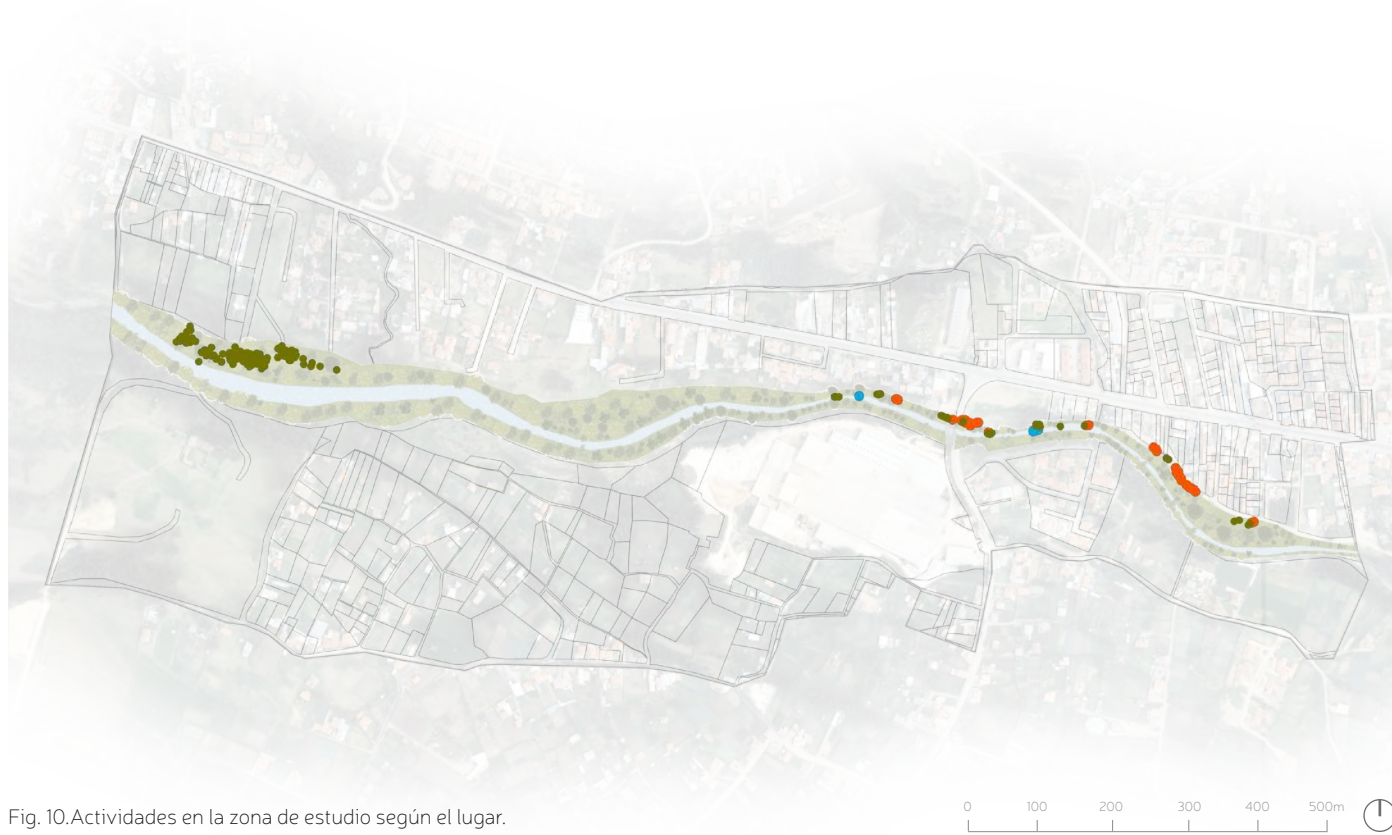 0 100 200 300 400 500m
Fig. 10.Actividades en la zona de estudio según el lugar.